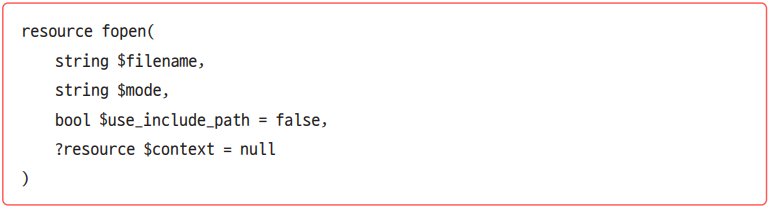 resource fopen(
    string $filename,
    string $mode,
    bool $use_include_path = false,
    ?resource $context = null
)